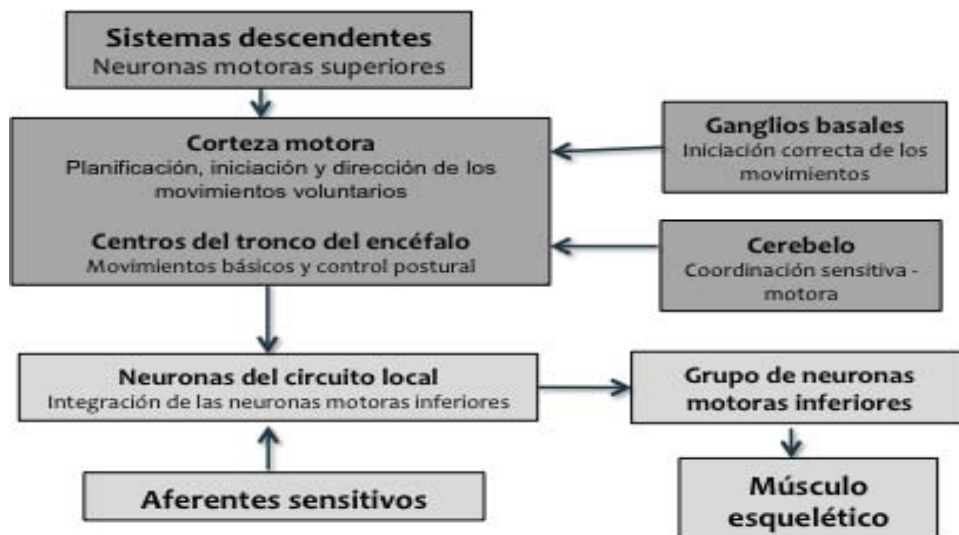 Sistemas descendentes
Neuronas motoras superiores
Corteza motora
Planificación, iniciación y dirección de los
movimientos voluntarios
Centros del tronco del encéfalo
Movimientos básicos y control postural
Ganglios basales
Iniciación correcta de los
movimientos
Cerebelo
Coordinación sensitiva -
motora
Neuronas del circuito local
Integración de las neuronas motoras inferiores
Grupo de neuronas
motoras inferiores
Aferentes sensitivos
Músculo
esquelético